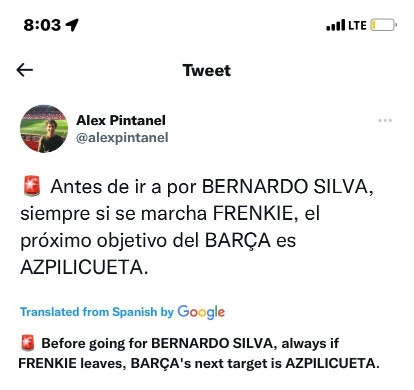 8:03 LTE
Tweet
Alex Pintanel
@alexpintanel
🚨 Antes de ir a por BERNARDO SILVA,
siempre si se marcha FRENKIE, el
próximo objetivo del BARÇA es
AZPILICUETA.
Translated from Spanish by Google
🚨 Before going for BERNARDO SILVA, always if
FRENKIE leaves, BARÇA's next target is AZPILICUETA.